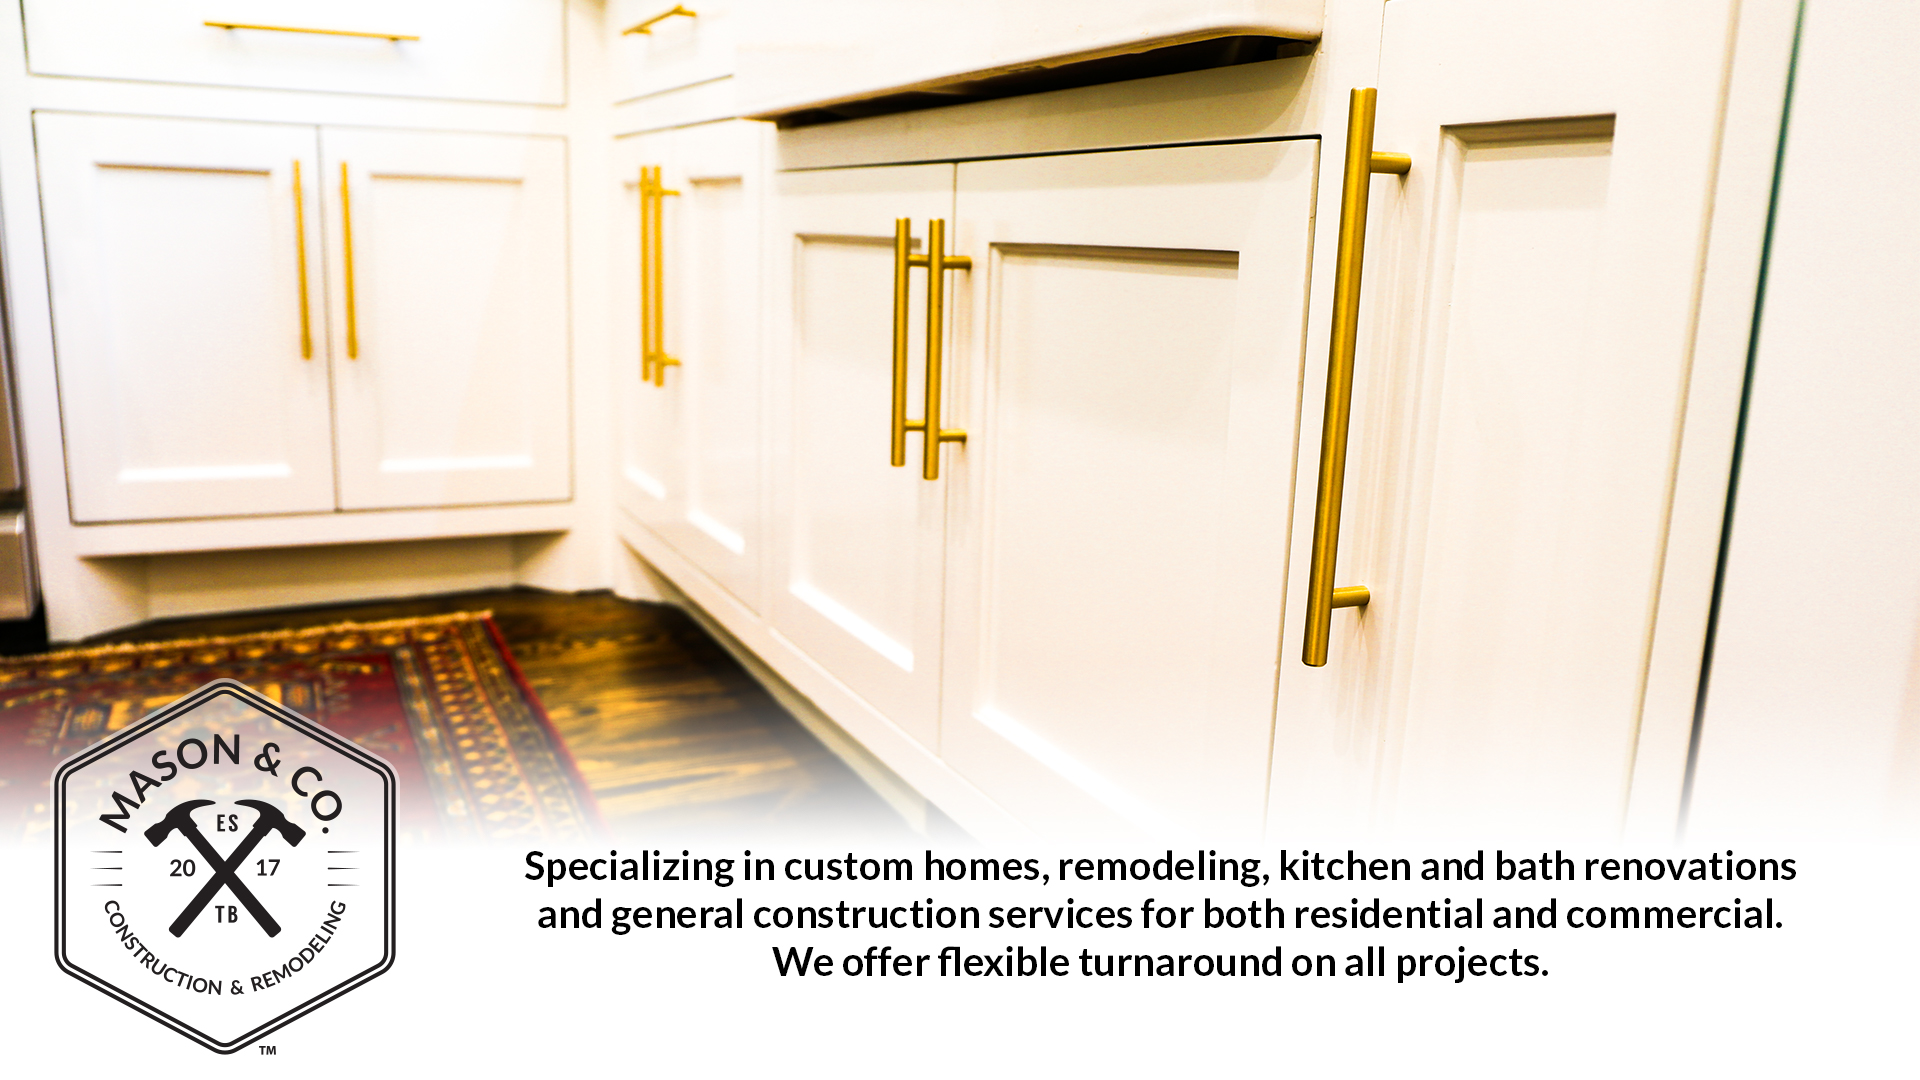 MASON & CO.
ES
20 17
TB
CONSTRUCTION & REMODELING
TM
Specializing in custom homes, remodeling, kitchen and bath renovations
and general construction services for both residential and commercial.
We offer flexible turnaround on all projects.